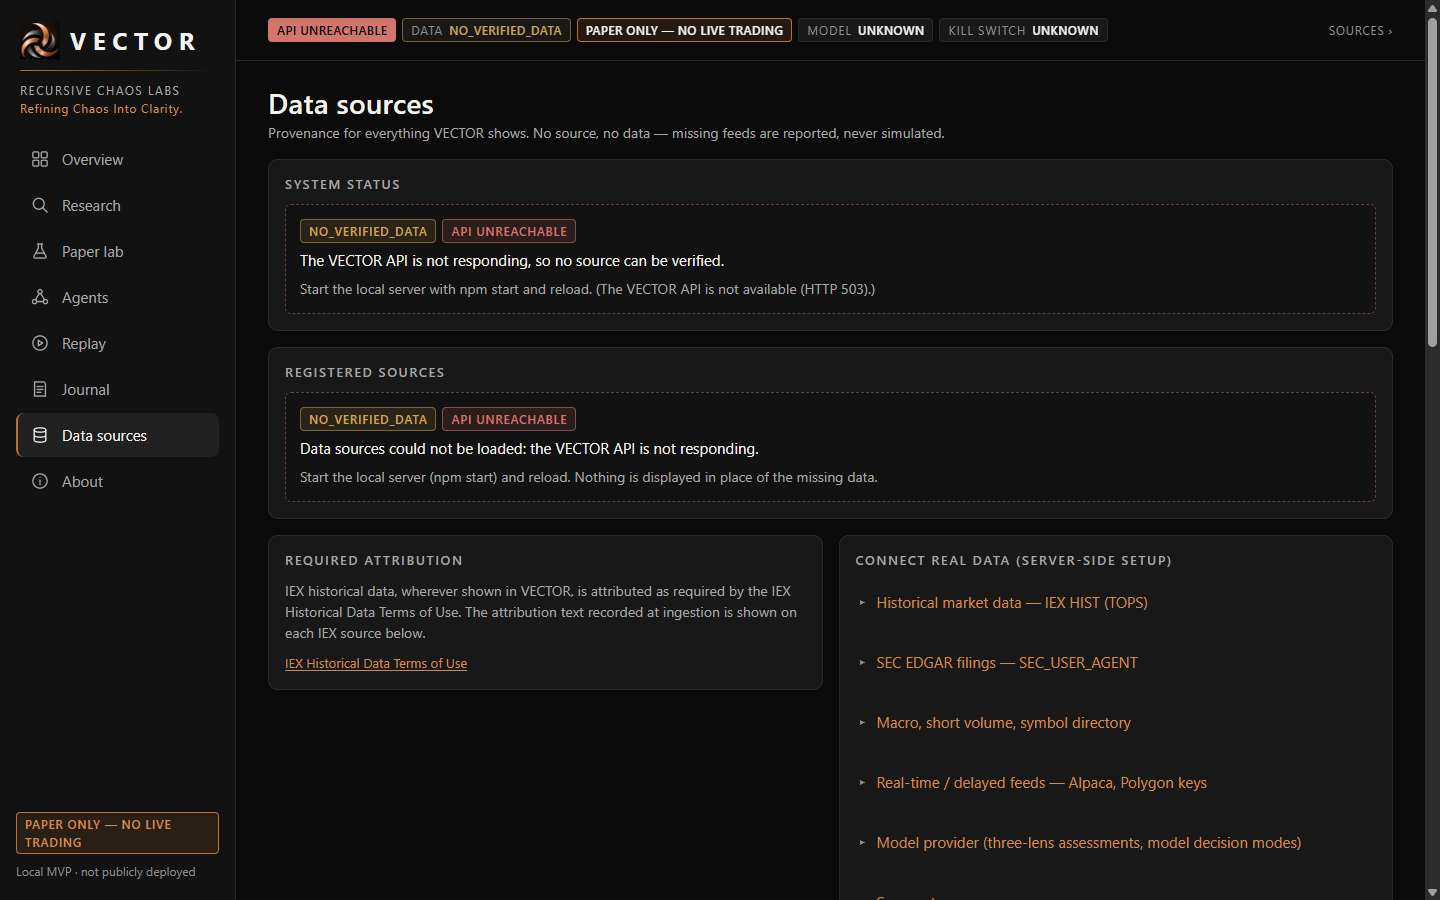 VECTOR
RECURSIVE CHAOS LABS
Refining Chaos Into Clarity.
Overview
Research
Paper lab
Agents
Replay
Journal
Data sources
About
PAPER ONLY — NO LIVE
TRADING
Local MVP · not publicly deployed
API UNREACHABLE
DATA NO_VERIFIED_DATA
PAPER ONLY — NO LIVE TRADING
MODEL UNKNOWN
KILL SWITCH UNKNOWN
SOURCES ›
Data sources
Provenance for everything VECTOR shows. No source, no data — missing feeds are reported, never simulated.
SYSTEM STATUS
NO_VERIFIED_DATA
API UNREACHABLE
The VECTOR API is not responding, so no source can be verified.
Start the local server with npm start and reload. (The VECTOR API is not available (HTTP 503).)
REGISTERED SOURCES
NO_VERIFIED_DATA
API UNREACHABLE
Data sources could not be loaded: the VECTOR API is not responding.
Start the local server (npm start) and reload. Nothing is displayed in place of the missing data.
REQUIRED ATTRIBUTION
IEX historical data, wherever shown in VECTOR, is attributed as required by the IEX
Historical Data Terms of Use. The attribution text recorded at ingestion is shown on
each IEX source below.
IEX Historical Data Terms of Use
CONNECT REAL DATA (SERVER-SIDE SETUP)
Historical market data — IEX HIST (TOPS)
SEC EDGAR filings — SEC_USER_AGENT
Macro, short volume, symbol directory
Real-time / delayed feeds — Alpaca, Polygon keys
Model provider (three-lens assessments, model decision modes)